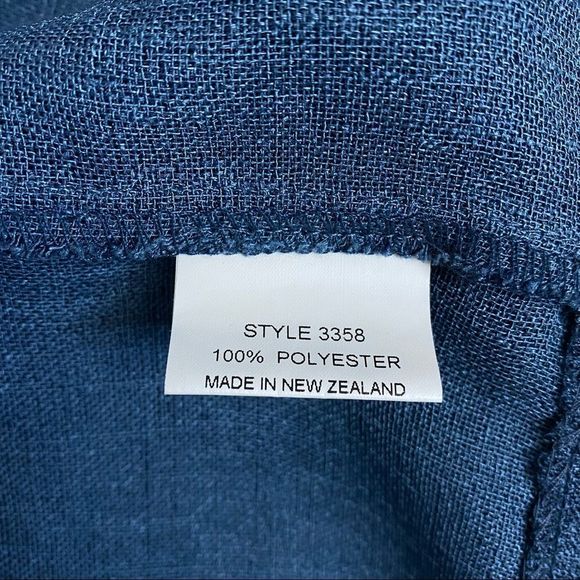 STYLE 3358
100% POLYESTER
MADE IN NEW ZEALAND